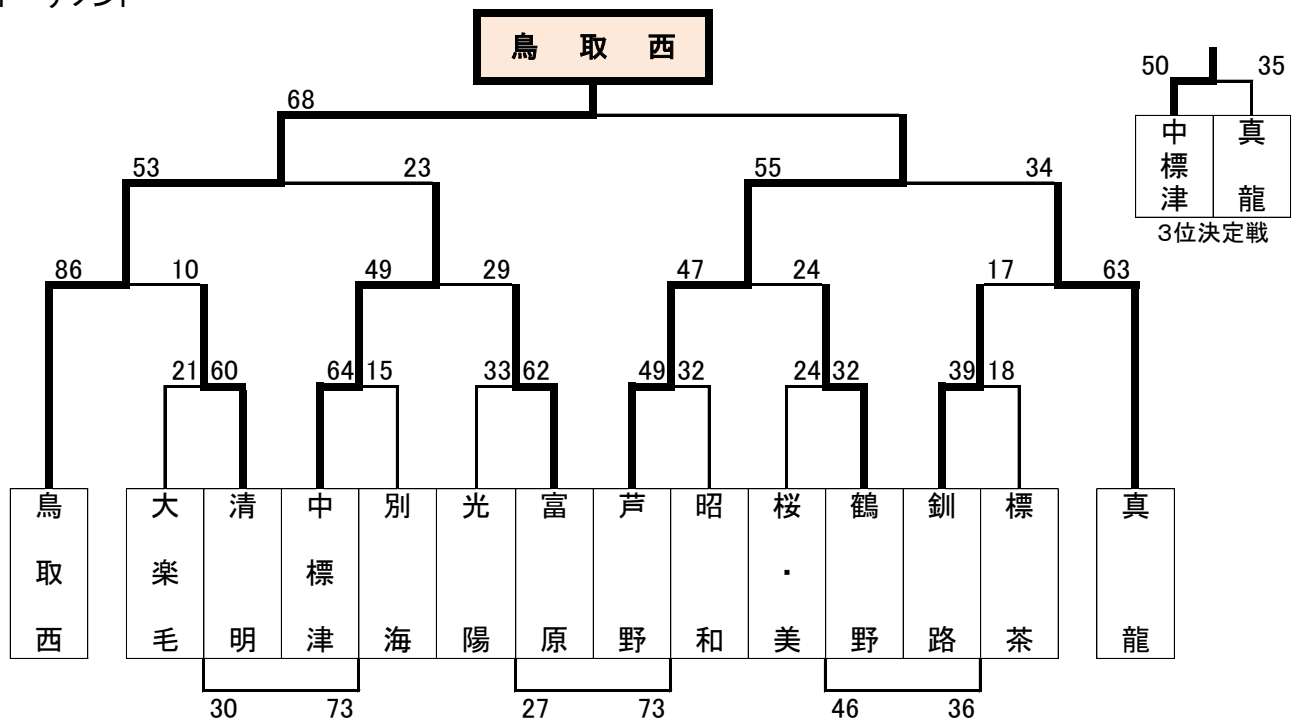 鳥取西
50 35
68
中標津 真龍
53 23 55 34
3位決定戦
86 10 49 29 47 24 17 63
21 60 64 15 33 62 49 32 24 32 39 18
鳥取西 大楽毛 清明 中標津 別海 光陽 富原 芦野 昭和 桜・美 鶴野 釧路 標茶 真龍
30 73 27 73 46 36